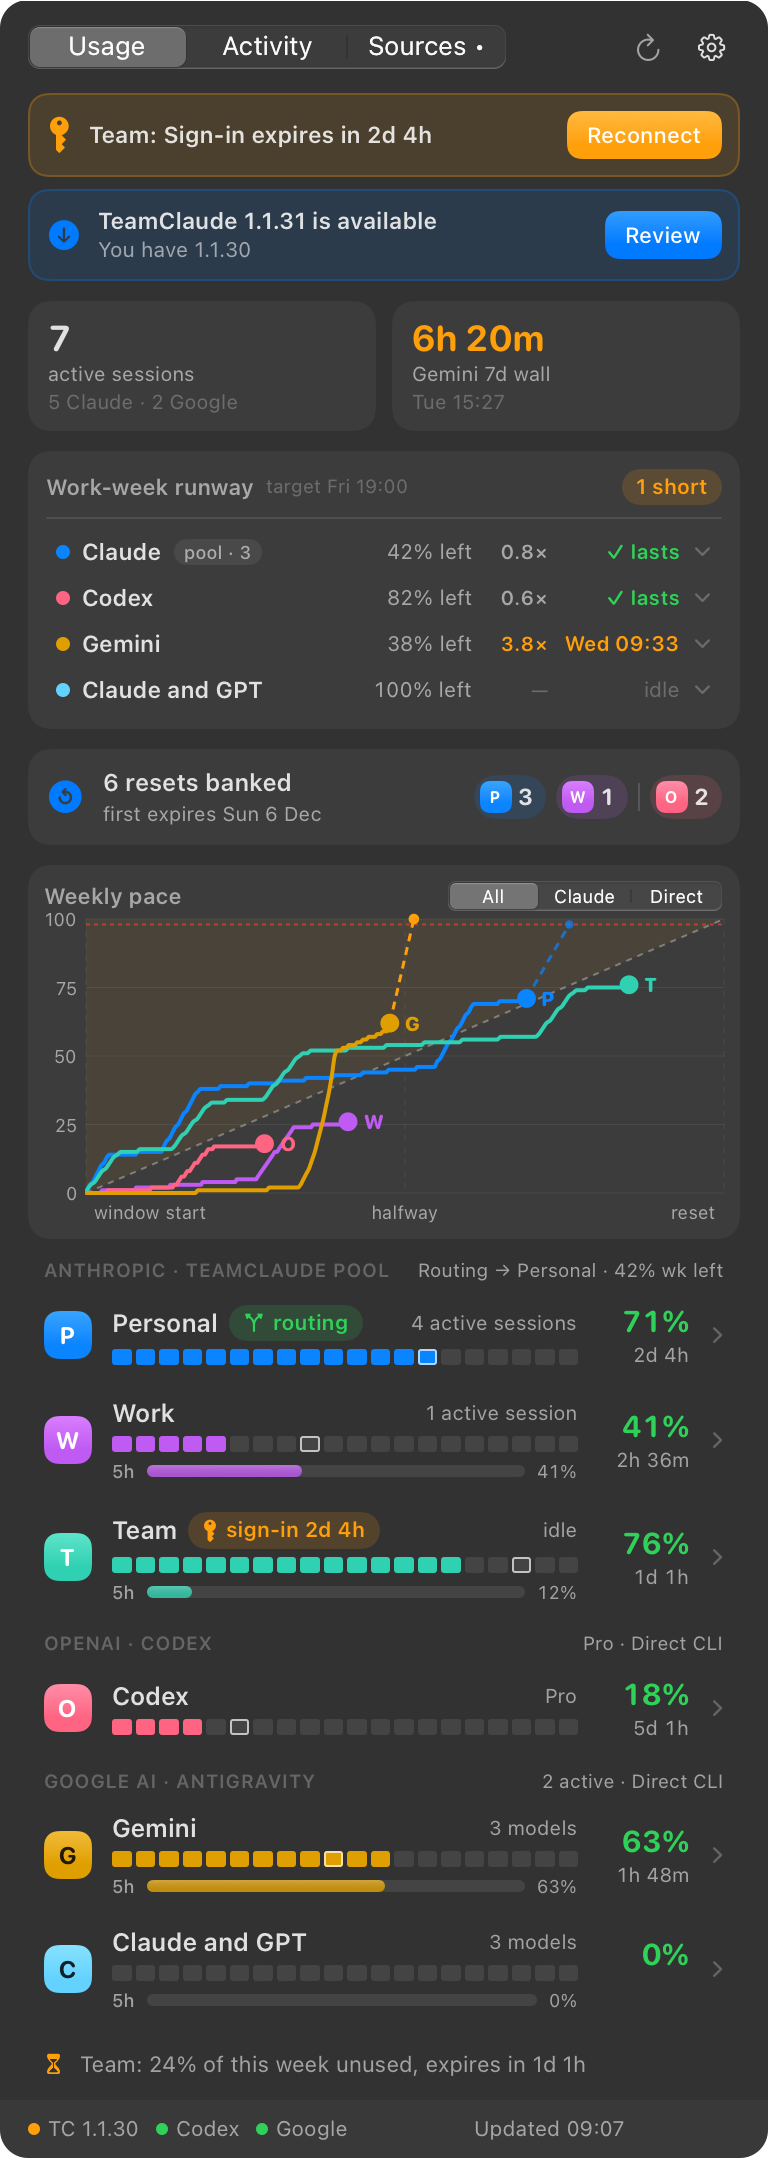 Usage Activity Sources •
Team: Sign-in expires in 2d 4h Reconnect
TeamClaude 1.1.31 is available
You have 1.1.30
Review
7
active sessions
5 Claude · 2 Google
6h 20m
Gemini 7d wall
Tue 15:27
Work-week runway target Fri 19:00 1 short
Claude pool · 3 42% left 0.8× ✓ lasts
Codex 82% left 0.6× ✓ lasts
Gemini 38% left 3.8× Wed 09:33
Claude and GPT 100% left — idle
6 resets banked
first expires Sun 6 Dec
P 3 W 1 O 2
Weekly pace All Claude Direct
100
75
50
25
0
G
P
T
W
O
window start halfway reset
ANTHROPIC · TEAMCLAUDE POOL Routing → Personal · 42% wk left
P Personal routing 4 active sessions 71%
2d 4h
W Work 1 active session 41%
2h 36m
5h 41%
T Team sign-in 2d 4h idle 76%
1d 1h
5h 12%
OPENAI · CODEX Pro · Direct CLI
O Codex Pro 18%
5d 1h
GOOGLE AI · ANTIGRAVITY 2 active · Direct CLI
G Gemini 3 models 63%
1h 48m
5h 63%
C Claude and GPT 3 models 0%
5h 0%
Team: 24% of this week unused, expires in 1d 1h
TC 1.1.30 Codex Google Updated 09:07